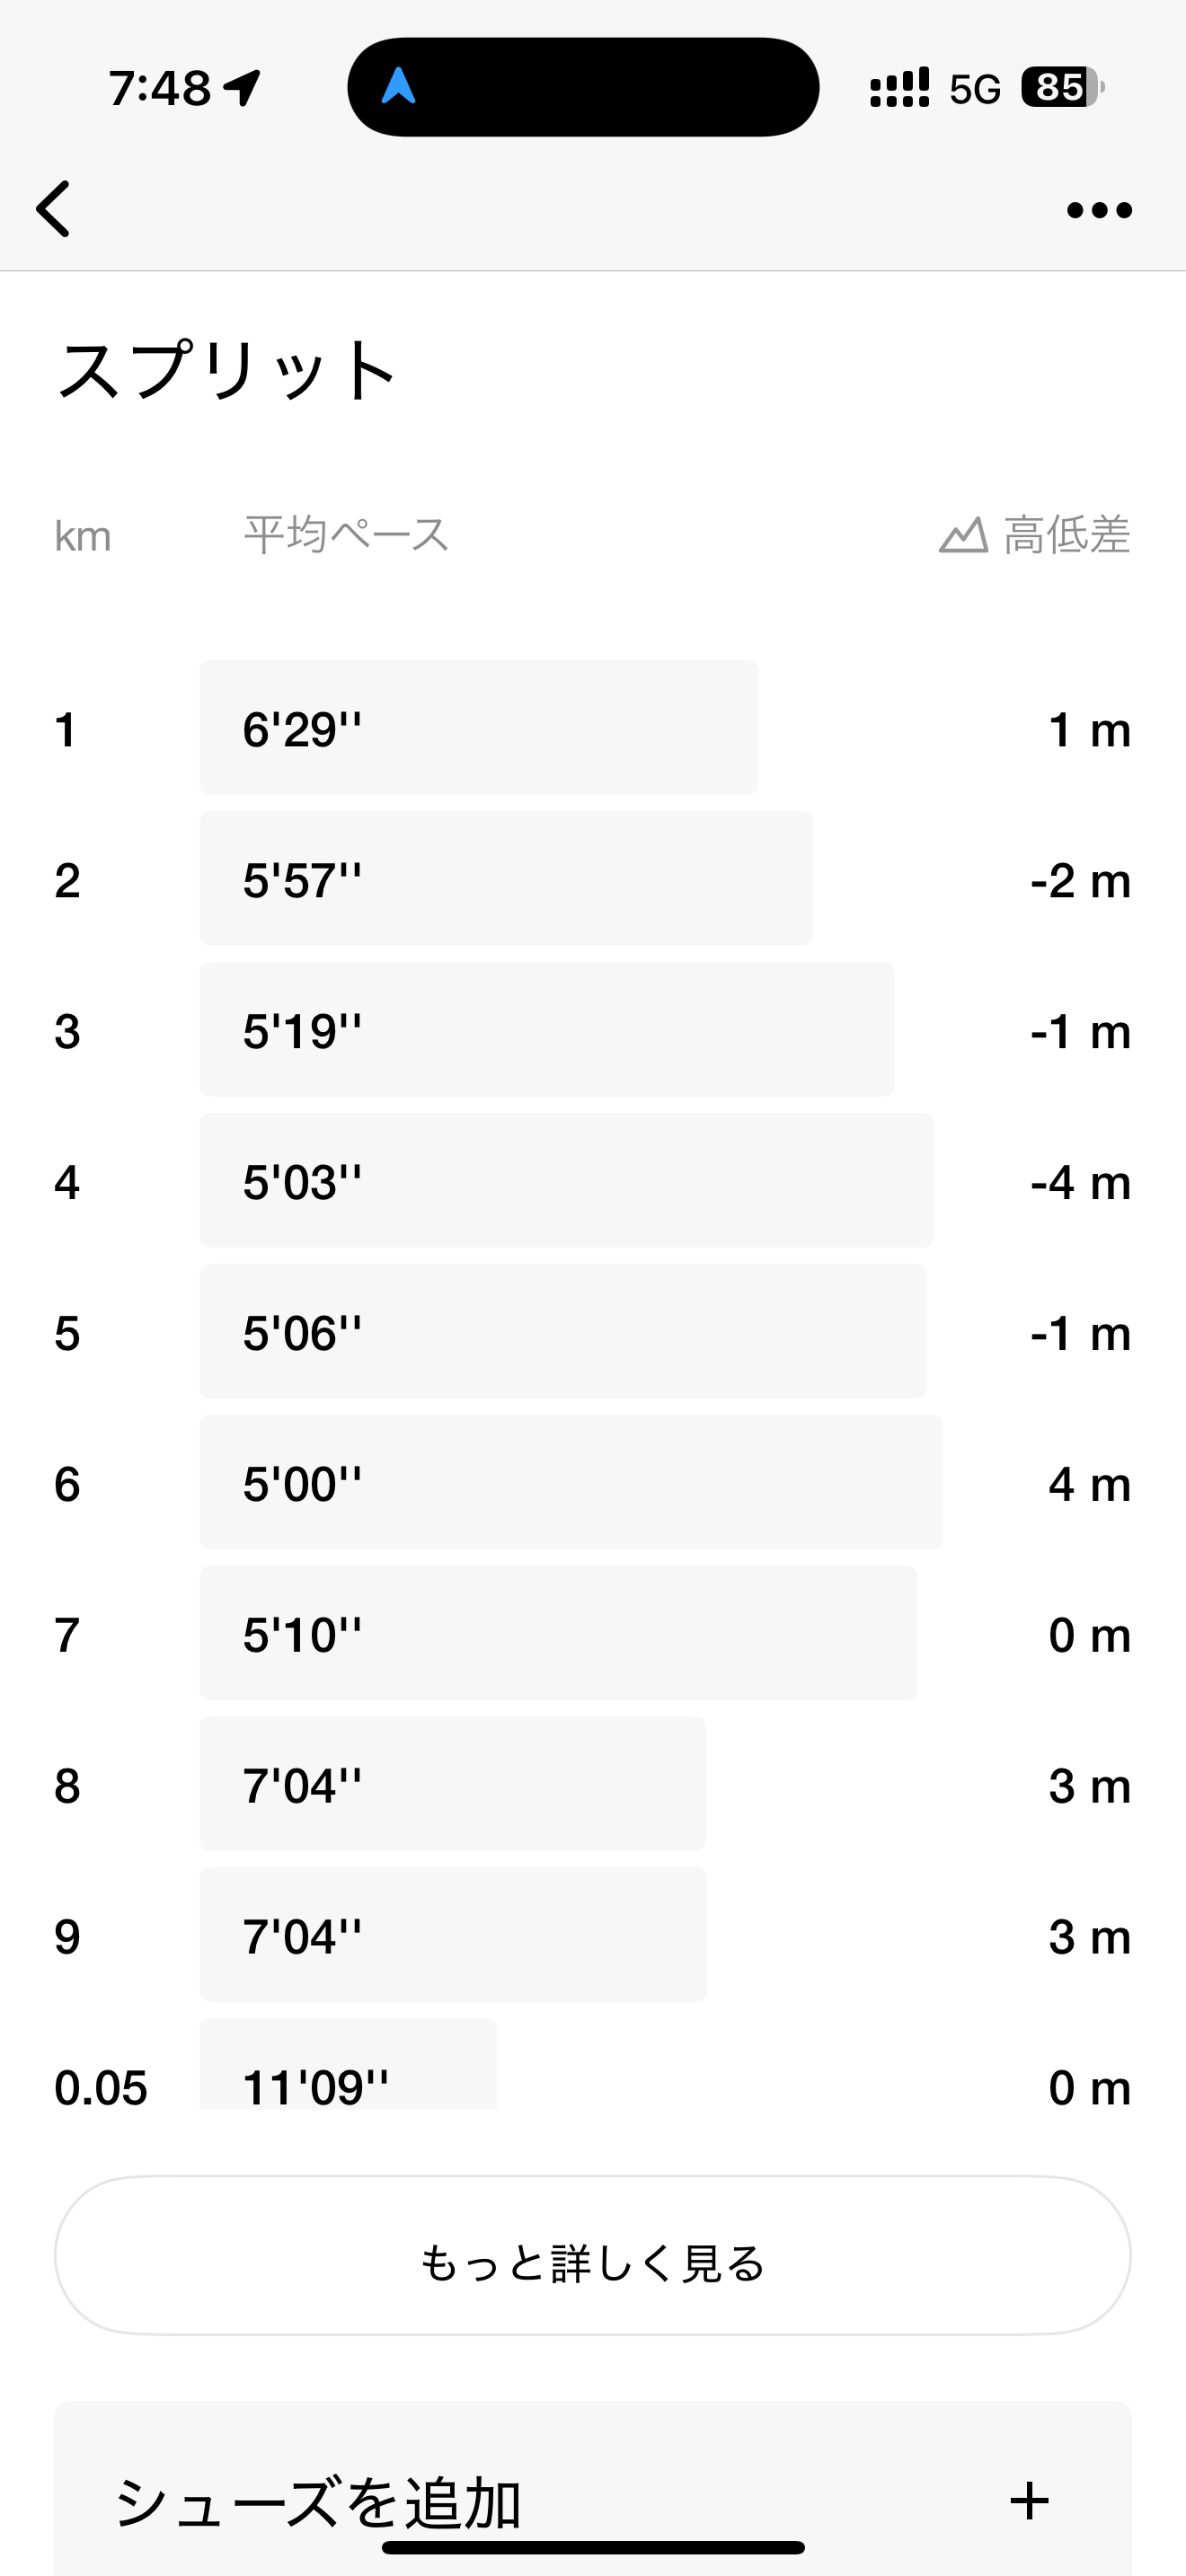 7:48 5G 85
スプリット
km 平均ペース 高低差
1 6'29'' 1 m
2 5'57'' -2 m
3 5'19'' -1 m
4 5'03'' -4 m
5 5'06'' -1 m
6 5'00'' 4 m
7 5'10'' 0 m
8 7'04'' 3 m
9 7'04'' 3 m
0.05 11'09'' 0 m
もっと詳しく見る
シューズを追加 +